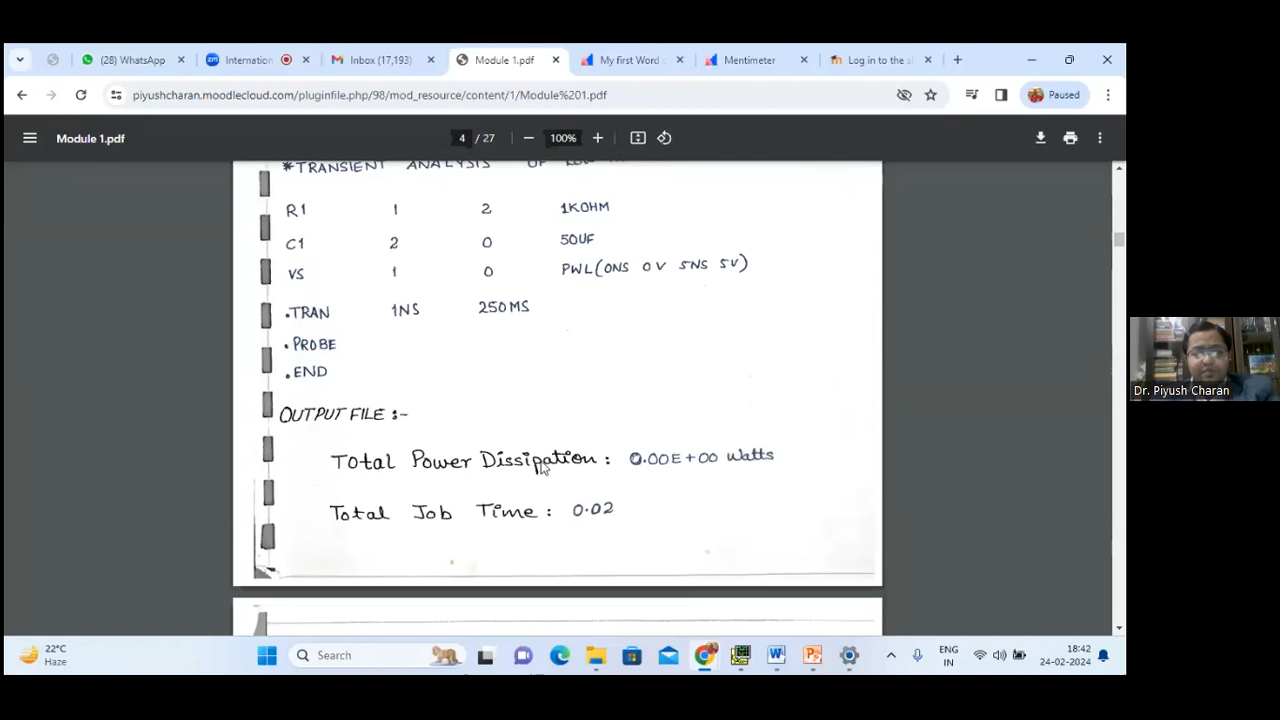 (28) WhatsApp
Internation
Inbox (17,193)
Module 1.pdf
My first Word
Mentimeter
Log in to the si
piyushcharan.moodlecloud.com/pluginfile.php/98/mod_resource/content/1/Module%201.pdf
Paused
Module 1.pdf
4 / 27
100%
*TRANSIENT ANALYSIS OF
R1 1 2 1KOHM
C1 2 0 50UF
VS 1 0 PWL(0NS 0V 5NS 5V)
.TRAN 1NS 250MS
.PROBE
.END
OUTPUT FILE :-
Total Power Dissipation : 0.00E+00 Watts
Total Job Time : 0.02
Dr. Piyush Charan
22°C
Haze
Search
ENG
IN
18:42
24-02-2024